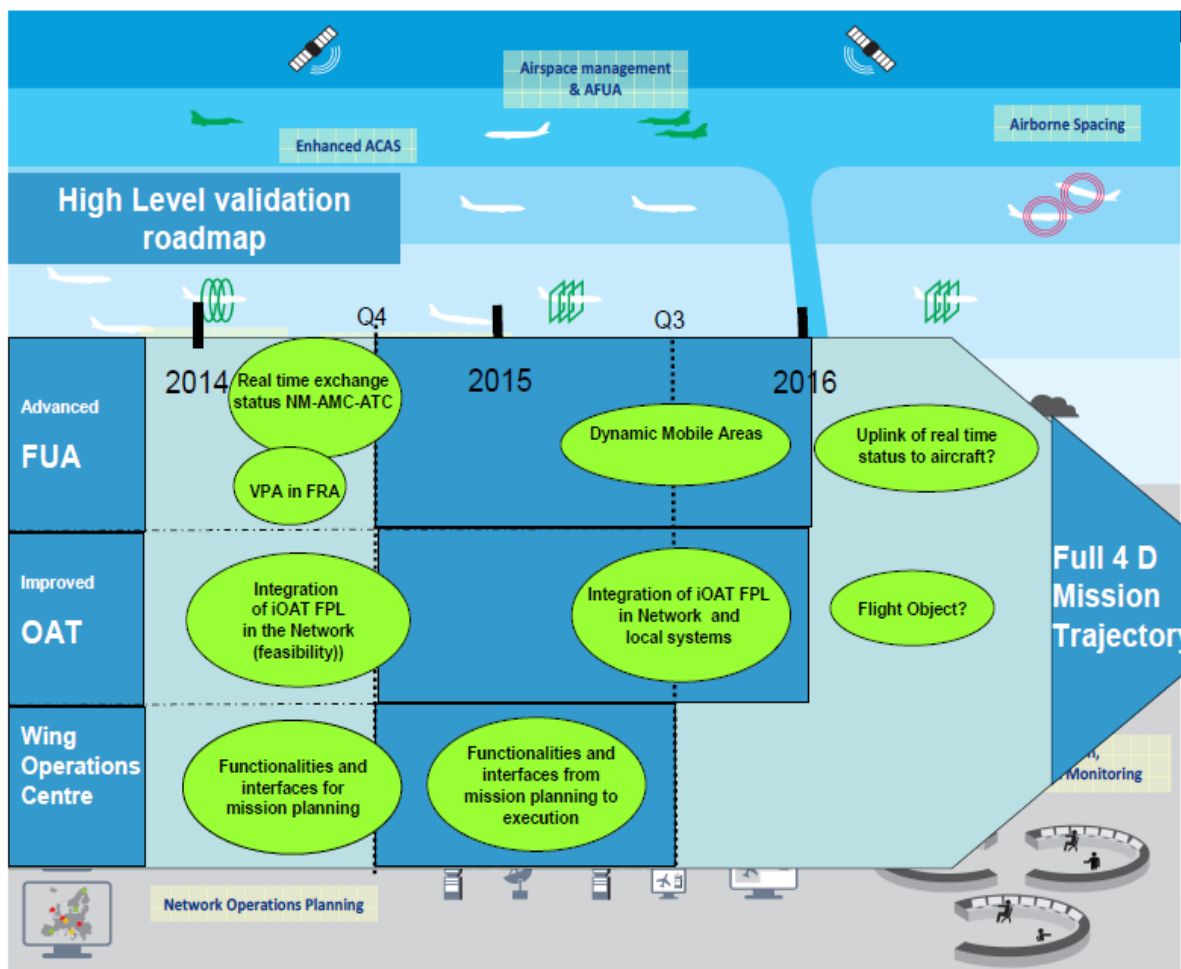 Airspace management
& AFUA
Enhanced ACAS
Airborne Spacing
High Level validation
roadmap
Q4
Q3
2014
2015
2016
Advanced
FUA
Real time exchange
status NM-AMC-ATC
VPA in FRA
Dynamic Mobile Areas
Uplink of real time
status to aircraft?
Improved
OAT
Integration
of iOAT FPL
in the Network
(feasibility))
Integration of iOAT FPL
in Network and
local systems
Flight Object?
Full 4 D
Mission
Trajectory
Wing
Operations
Centre
Functionalities and
interfaces for
mission planning
Functionalities and
interfaces from
mission planning to
execution
Monitoring
Network Operations Planning